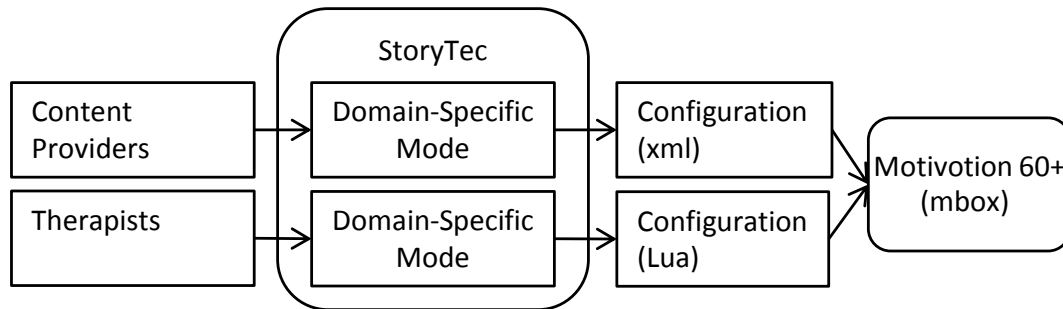 StoryTec
Content
Providers
Domain-Specific
Mode
Configuration
(xml)
Therapists
Domain-Specific
Mode
Configuration
(Lua)
Motivotion 60+
(mbox)